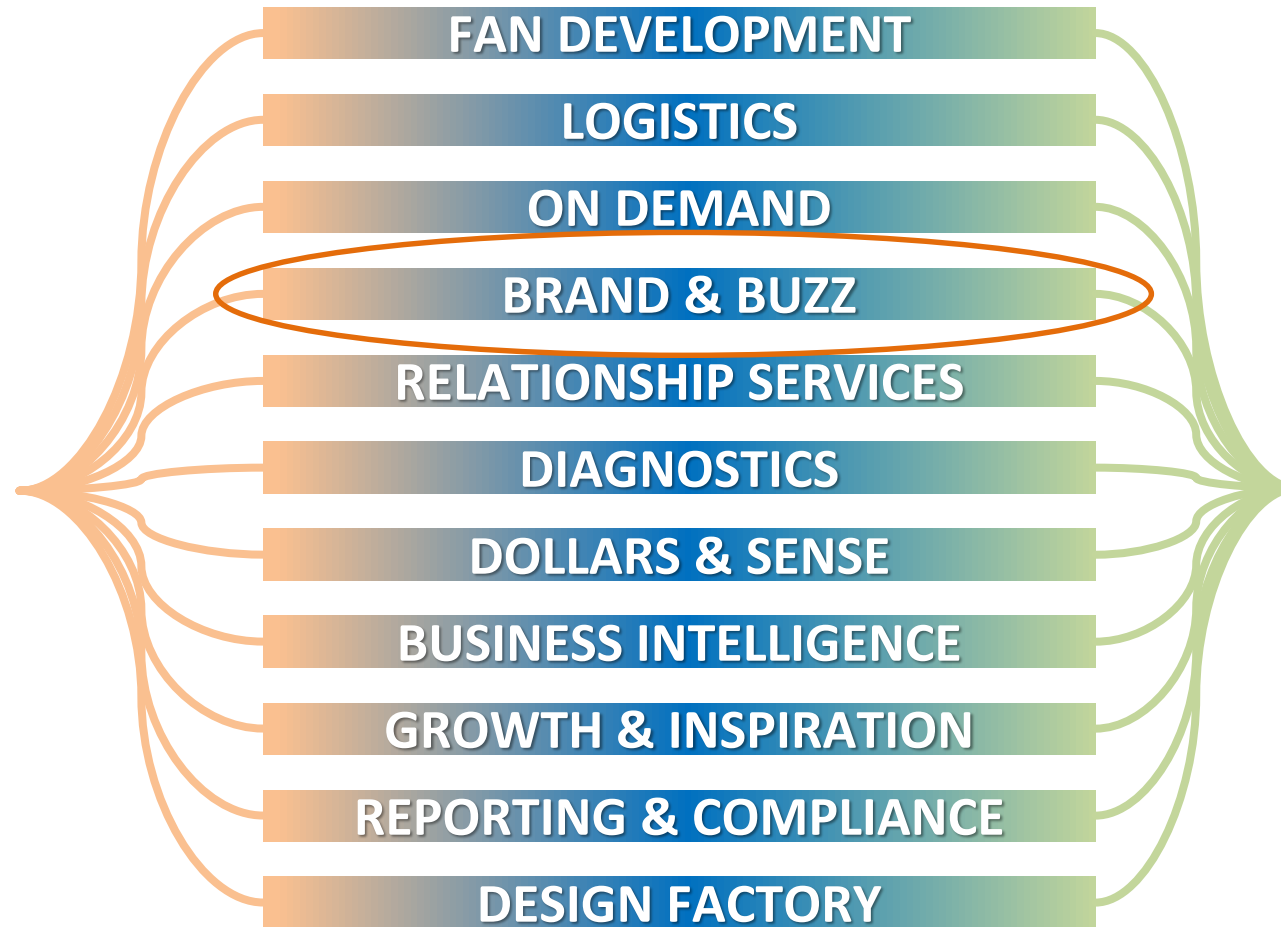 FAN DEVELOPMENT
LOGISTICS
ON DEMAND
BRAND & BUZZ
RELATIONSHIP SERVICES
DIAGNOSTICS
DOLLARS & SENSE
BUSINESS INTELLIGENCE
GROWTH & INSPIRATION
REPORTING & COMPLIANCE
DESIGN FACTORY